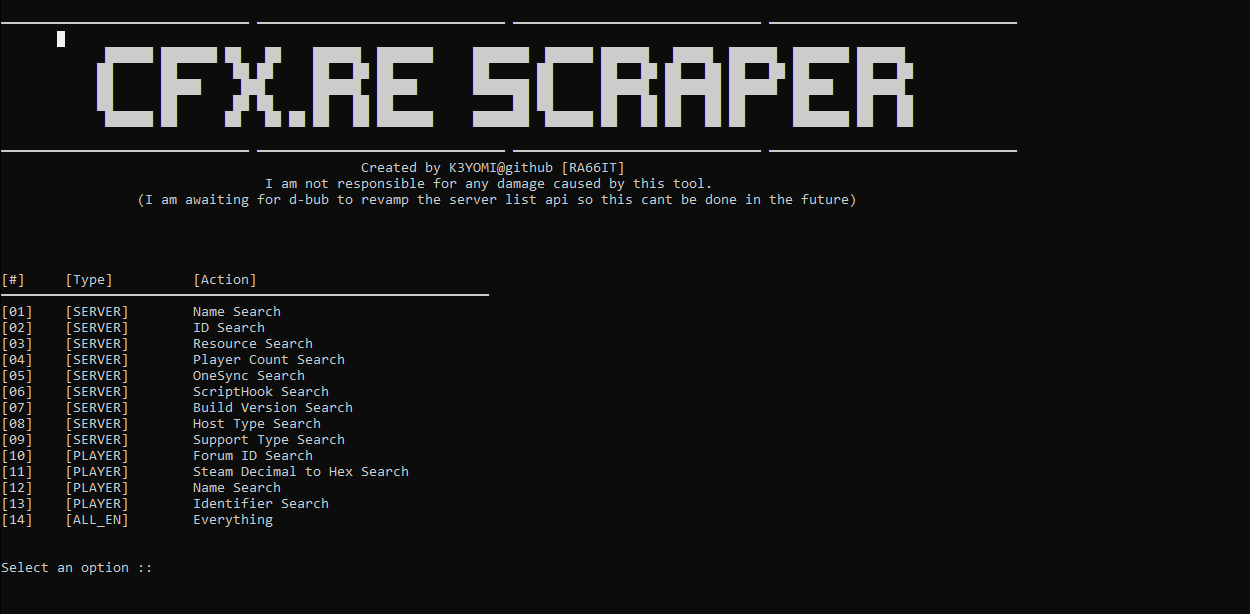 CFX.RE SCRAPER
Created by K3YOMI@github [RA66IT]
I am not responsible for any damage caused by this tool.
(I am awaiting for d-bub to revamp the server list api so this cant be done in the future)
[#] [Type] [Action]
[01] [SERVER] Name Search
[02] [SERVER] ID Search
[03] [SERVER] Resource Search
[04] [SERVER] Player Count Search
[05] [SERVER] OneSync Search
[06] [SERVER] ScriptHook Search
[07] [SERVER] Build Version Search
[08] [SERVER] Host Type Search
[09] [SERVER] Support Type Search
[10] [PLAYER] Forum ID Search
[11] [PLAYER] Steam Decimal to Hex Search
[12] [PLAYER] Name Search
[13] [PLAYER] Identifier Search
[14] [ALL_EN] Everything
Select an option ::